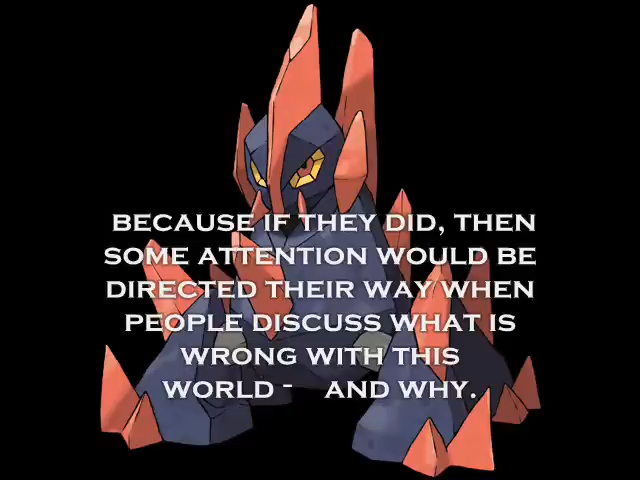 BECAUSE IF THEY DID, THEN
SOME ATTENTION WOULD BE
DIRECTED THEIR WAY WHEN
PEOPLE DISCUSS WHAT IS
WRONG WITH THIS
WORLD - AND WHY.